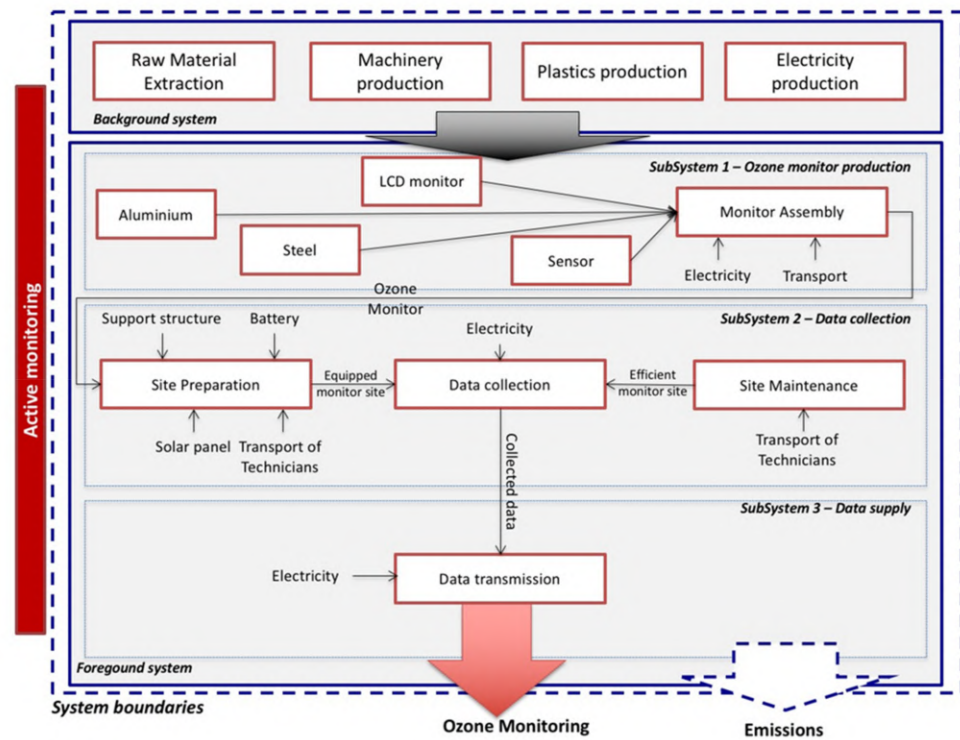 Raw Material
Extraction
Machinery
production
Plastics production
Electricity
production
Background system
Active monitoring
SubSystem 1 – Ozone monitor production
LCD monitor
Aluminium
Monitor Assembly
Steel
Sensor
Electricity
Transport
Ozone
Monitor
SubSystem 2 – Data collection
Support structure
Battery
Electricity
Site Preparation
Equipped
monitor site
Data collection
Efficient
monitor site
Site Maintenance
Solar panel
Transport of
Technicians
Transport of
Technicians
Collected data
SubSystem 3 – Data supply
Electricity
Data transmission
Foregound system
System boundaries
Ozone Monitoring
Emissions